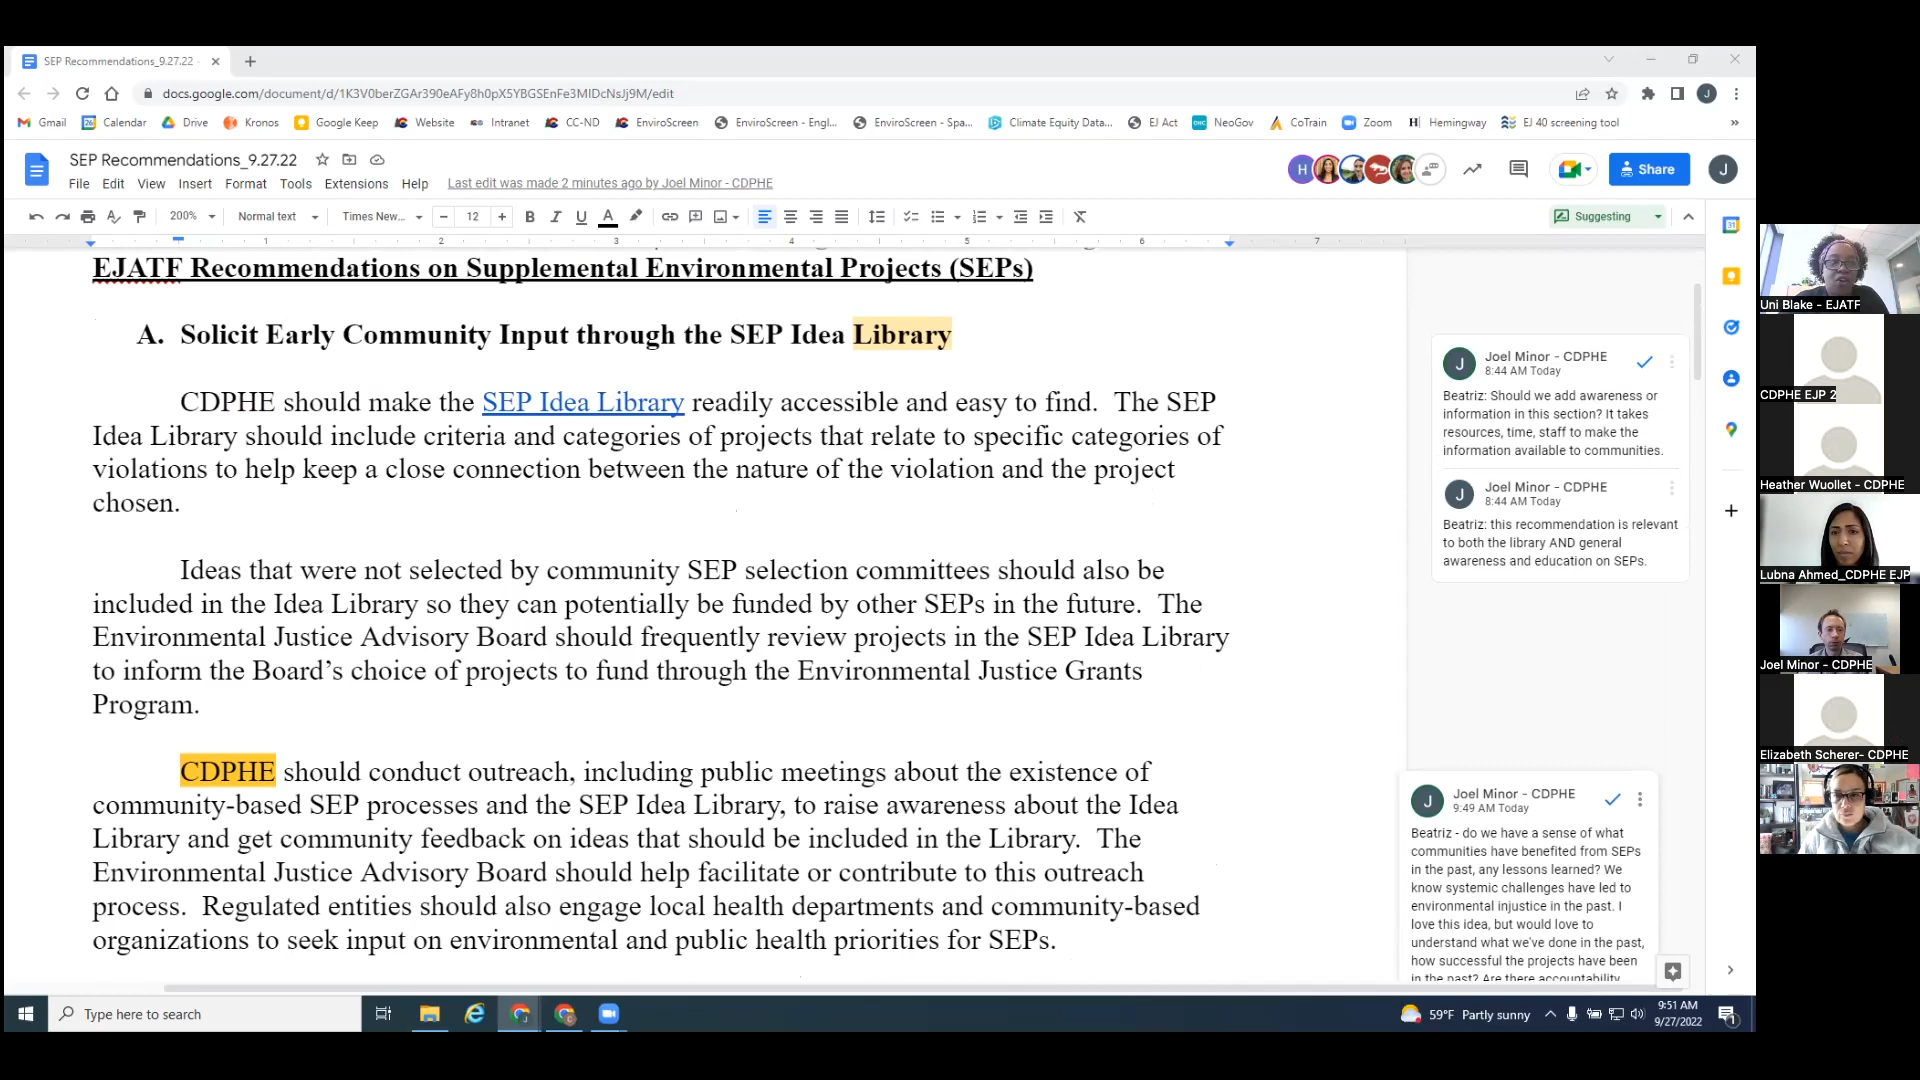 SEP Recommendations_9.27.22
docs.google.com/document/d/1K3V0berZGAr390eAFy8h0pX5YBGSEnFe3MIDcNsJj9M/edit
Gmail Calendar Drive Kronos Google Keep Website Intranet CC-ND EnviroScreen EnviroScreen - Engl... EnviroScreen - Spa... Climate Equity Data... EJ Act NeoGov CoTrain Zoom Hemingway EJ 40 screening tool
SEP Recommendations_9.27.22
File Edit View Insert Format Tools Extensions Help Last edit was made 2 minutes ago by Joel Minor - CDPHE
Share
200% Normal text Times New... 12 Suggesting
1 2 3 4 5 6 7
EJATF Recommendations on Supplemental Environmental Projects (SEPs)
A. Solicit Early Community Input through the SEP Idea Library
CDPHE should make the SEP Idea Library readily accessible and easy to find. The SEP
Idea Library should include criteria and categories of projects that relate to specific categories of
violations to help keep a close connection between the nature of the violation and the project
chosen.
Ideas that were not selected by community SEP selection committees should also be
included in the Idea Library so they can potentially be funded by other SEPs in the future. The
Environmental Justice Advisory Board should frequently review projects in the SEP Idea Library
to inform the Board’s choice of projects to fund through the Environmental Justice Grants
Program.
CDPHE should conduct outreach, including public meetings about the existence of
community-based SEP processes and the SEP Idea Library, to raise awareness about the Idea
Library and get community feedback on ideas that should be included in the Library. The
Environmental Justice Advisory Board should help facilitate or contribute to this outreach
process. Regulated entities should also engage local health departments and community-based
organizations to seek input on environmental and public health priorities for SEPs.
Joel Minor - CDPHE
8:44 AM Today
Beatriz: Should we add awareness or
information in this section? It takes
resources, time, staff to make the
information available to communities.
Joel Minor - CDPHE
8:44 AM Today
Beatriz: this recommendation is relevant
to both the library AND general
awareness and education on SEPs.
Joel Minor - CDPHE
9:49 AM Today
Beatriz - do we have a sense of what
communities have benefited from SEPs
in the past, any lessons learned? We
know systemic challenges have led to
environmental injustice in the past. I
love this idea, but would love to
understand what we've done in the past,
how successful the projects have been
in the past? Are there accountability
Uni Blake - EJATF
CDPHE EJP 2
Heather Wuollet - CDPHE
Lubna Ahmed_CDPHE EJP
Joel Minor - CDPHE
Elizabeth Scherer- CDPHE
Type here to search
59°F Partly sunny
9:51 AM
9/27/2022